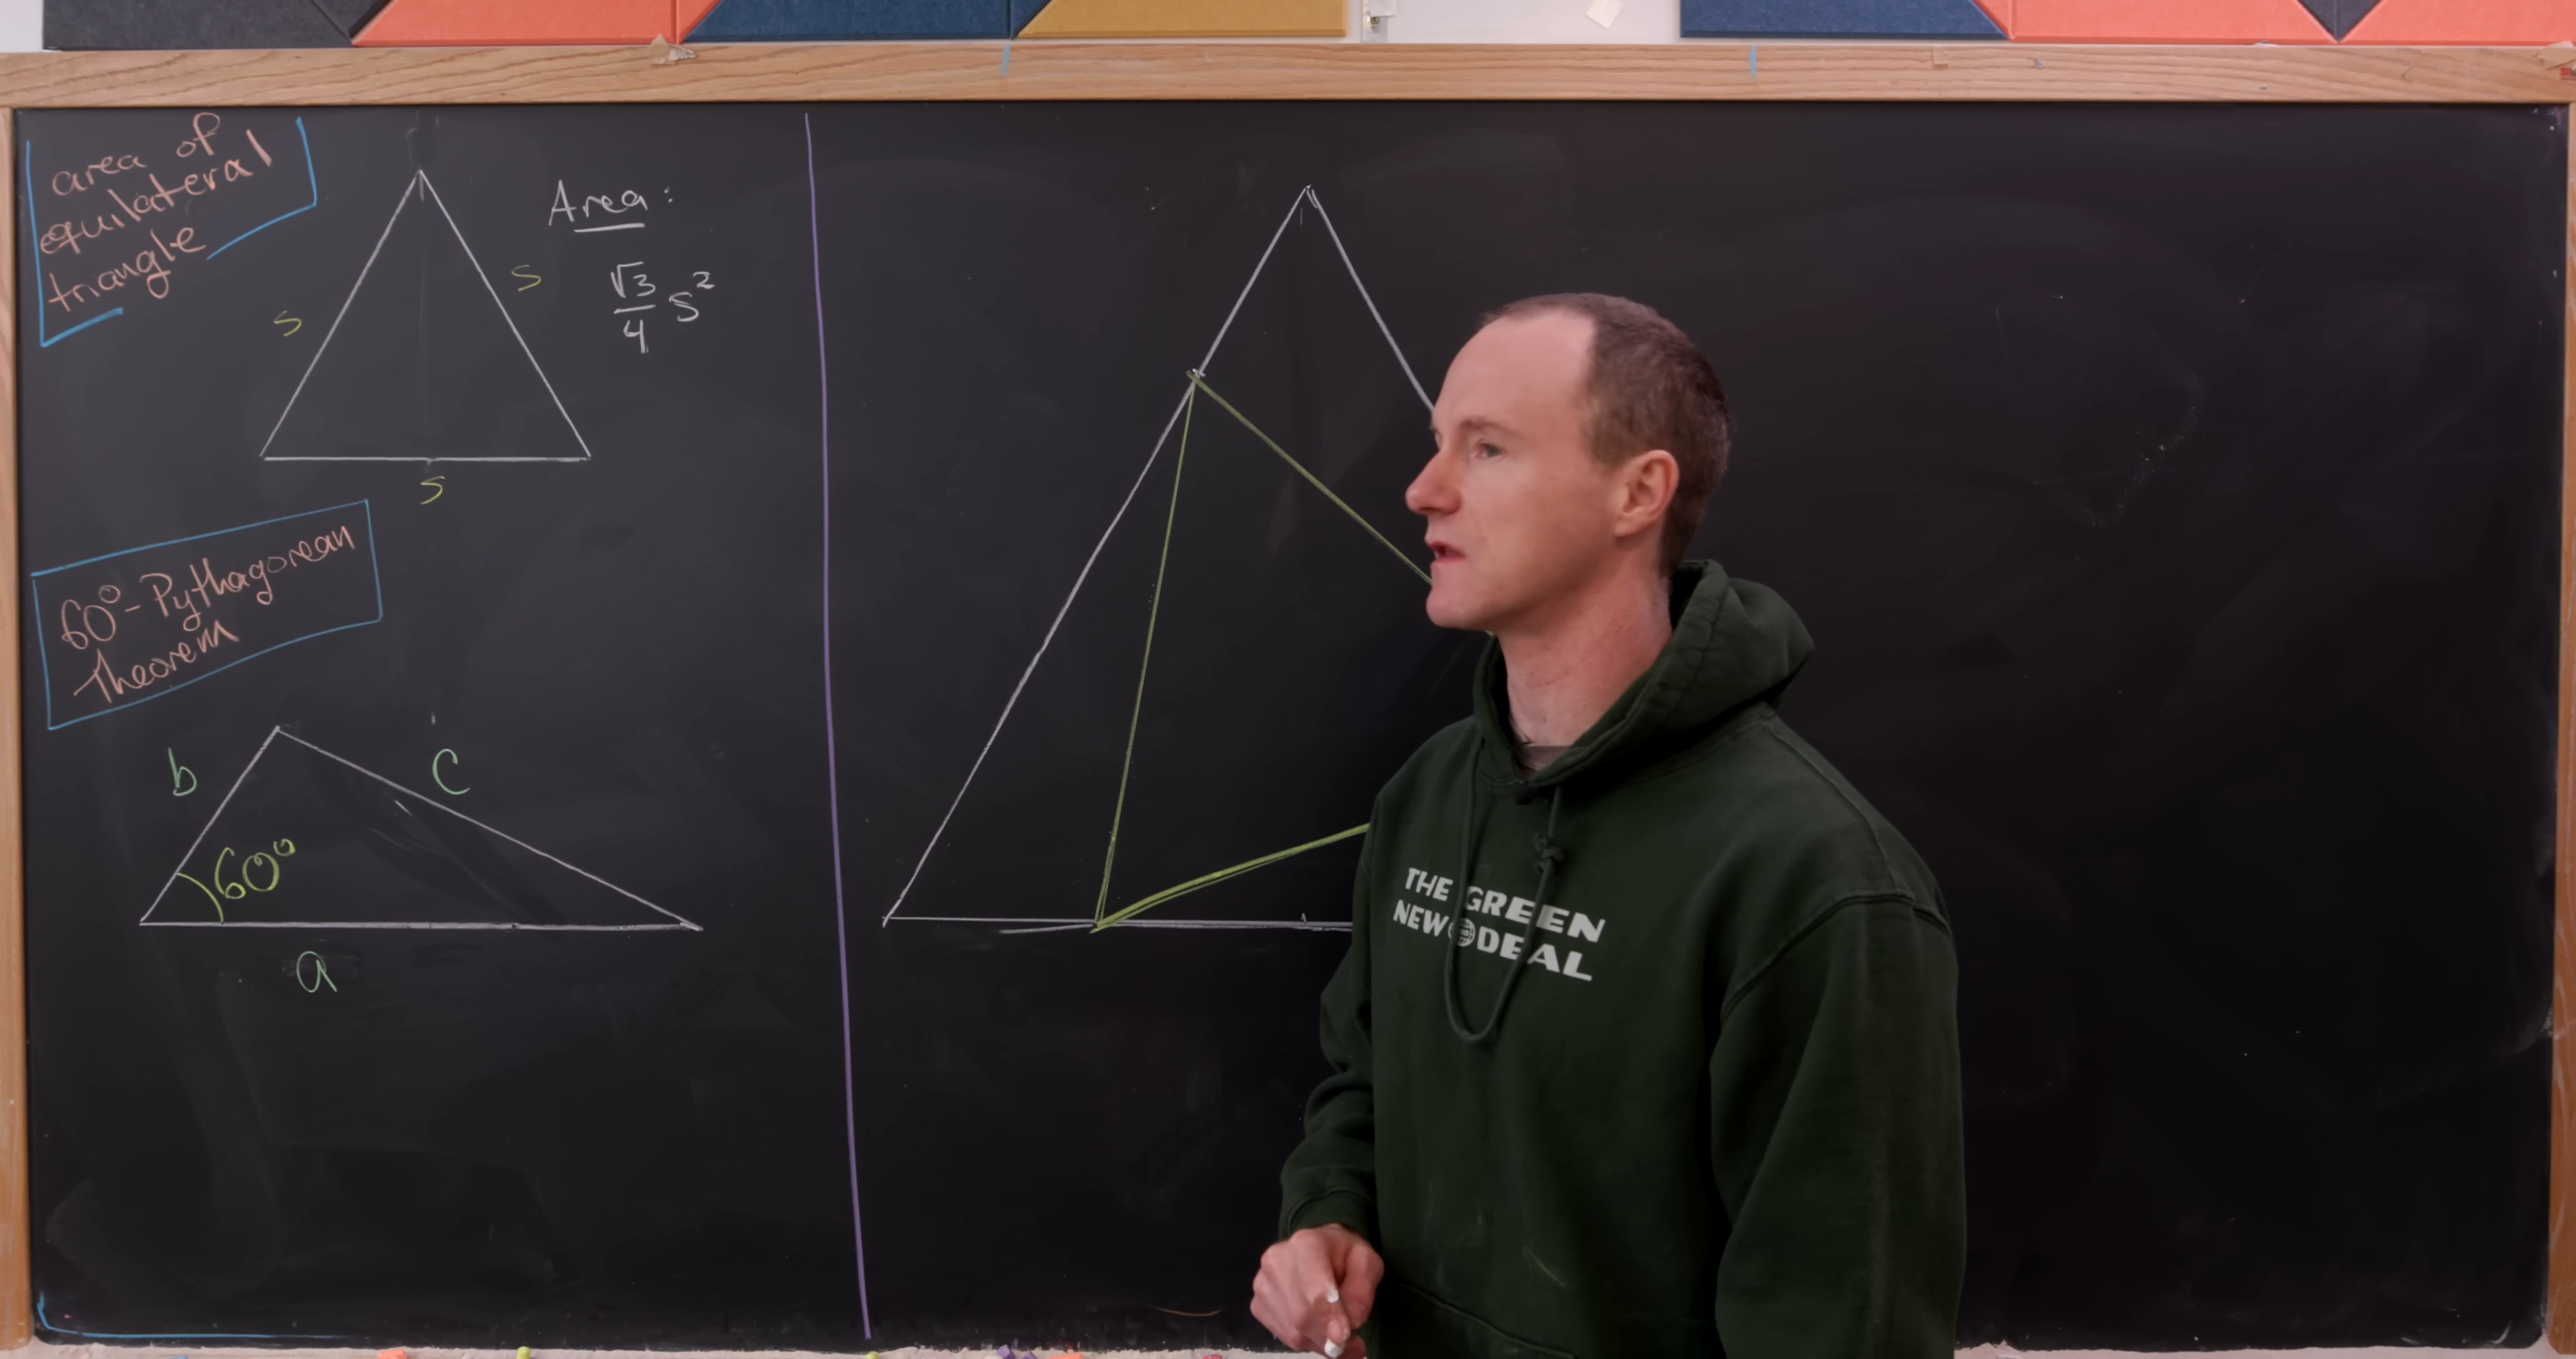 area of
equilateral
triangle
s
s
s
Area:
√3/4 s²
60°-Pythagorean
Theorem
b
c
60°
a
THE GREEN
NEW DEAL